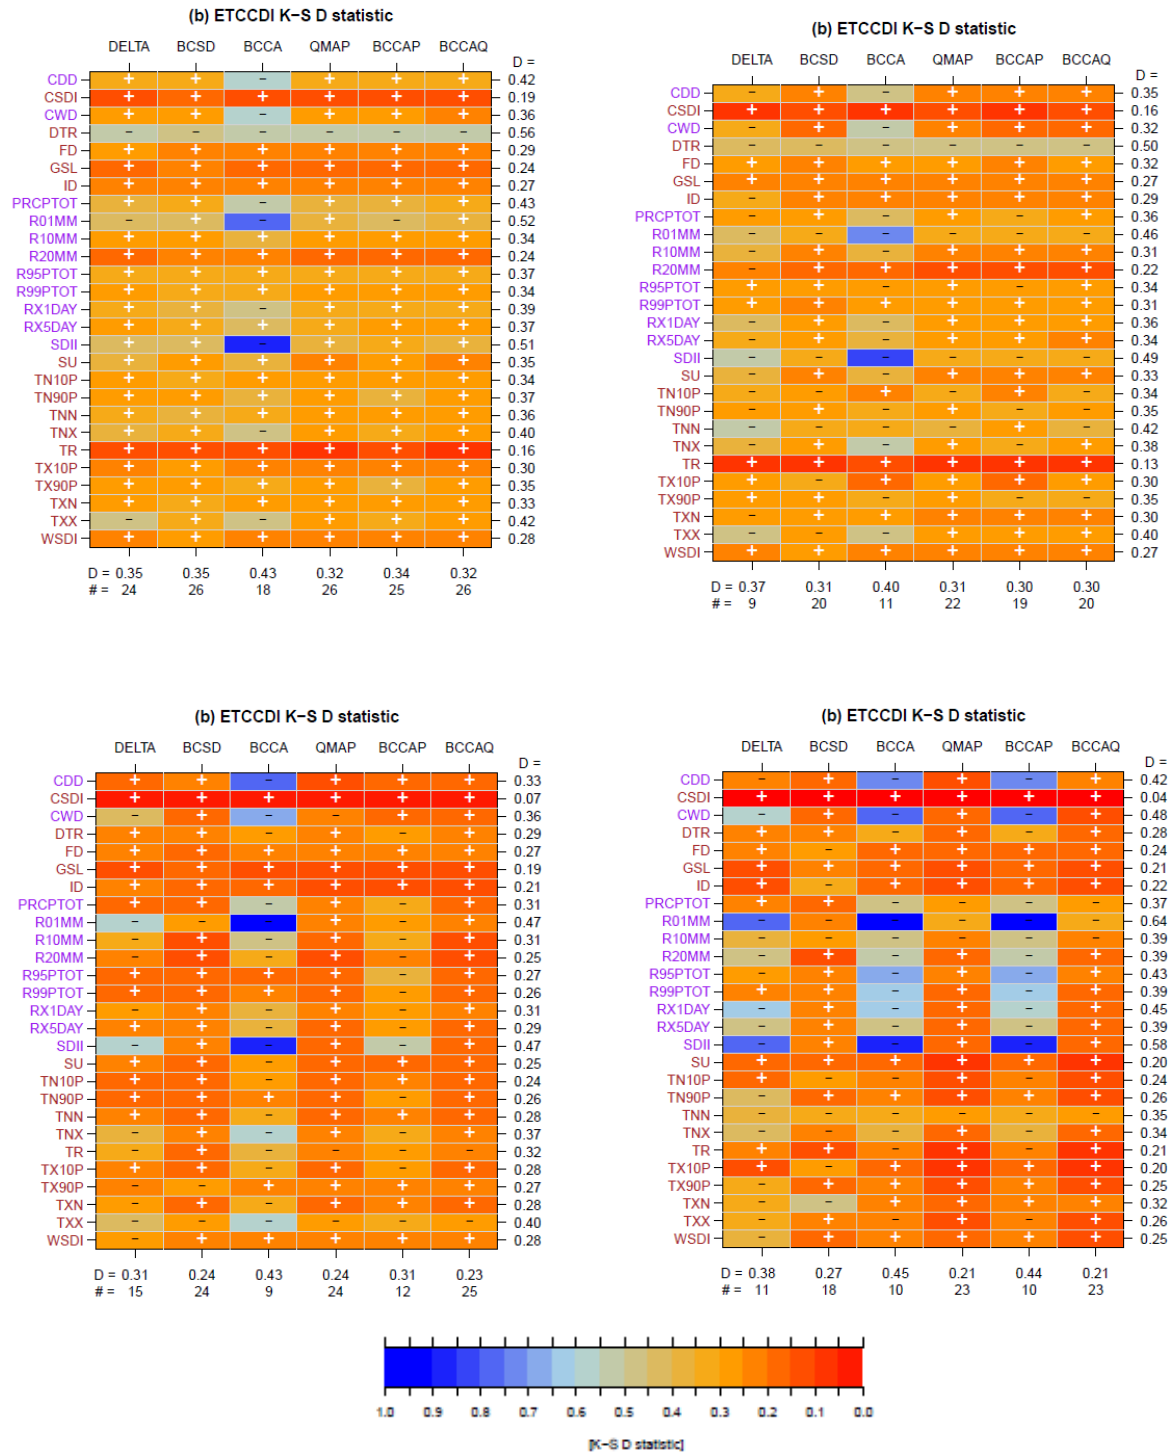 (b) ETCCDI K−S D statistic
DELTA BCSD BCCA QMAP BCCAP BCCAQ
D =
CDD + + − + + + 0.42
CSDI + + + + + + 0.19
CWD + + − + + + 0.36
DTR − − − − − − 0.56
FD + + + + + + 0.29
GSL + + + + + + 0.24
ID + + + + + + 0.27
PRCPTOT + + − + + + 0.43
R01MM − + − + − + 0.52
R10MM + + + + + + 0.34
R20MM + + + + + + 0.24
R95PTOT + + + + + + 0.37
R99PTOT + + + + + + 0.34
RX1DAY + + − + + + 0.39
RX5DAY + + + + + + 0.37
SDII + + − + + + 0.51
SU + + + + + + 0.35
TN10P + + + + + + 0.34
TN90P + + + + + + 0.37
TNN + + + + + + 0.36
TNX + + − + + + 0.40
TR + + + + + + 0.16
TX10P + + + + + + 0.30
TX90P + + + + + + 0.35
TXN + + + + + + 0.33
TXX − + − + + + 0.42
WSDI + + + + + + 0.28
D = 0.35 0.35 0.43 0.32 0.34 0.32
# = 24 26 18 26 25 26
(b) ETCCDI K−S D statistic
DELTA BCSD BCCA QMAP BCCAP BCCAQ
D =
CDD − + − + + + 0.35
CSDI + + + + + + 0.16
CWD − + − + + + 0.32
DTR − − − − − − 0.50
FD + + + + + + 0.32
GSL + + + + + + 0.27
ID − + + + + + 0.29
PRCPTOT − + − + − + 0.36
R01MM − − − − − − 0.46
R10MM − + − + + + 0.31
R20MM − + + + + + 0.22
R95PTOT − + − + − + 0.34
R99PTOT + + + + + + 0.31
RX1DAY − + − + + + 0.36
RX5DAY − + − + + + 0.34
SDII − − − − − − 0.49
SU − + − + + + 0.33
TN10P − − + − + − 0.34
TN90P − + − + − − 0.35
TNN − − − − + − 0.42
TNX − + − + − + 0.38
TR + + + + + + 0.13
TX10P + − + + + + 0.30
TX90P + + − + − − 0.35
TXN − + + + + + 0.30
TXX − − − + + + 0.40
WSDI + + + + + + 0.27
D = 0.37 0.31 0.40 0.31 0.30 0.30
# = 9 20 11 22 19 20
(b) ETCCDI K−S D statistic
DELTA BCSD BCCA QMAP BCCAP BCCAQ
D =
CDD + + − + + + 0.33
CSDI + + + + + + 0.07
CWD − + − − + + 0.36
DTR + + − + − + 0.29
FD + + + + + + 0.27
GSL + + + + + + 0.19
ID + + + + + + 0.21
PRCPTOT + + − + − + 0.31
R01MM − − + − + 0.47
R10MM − + − + − + 0.31
R20MM − + − + − + 0.25
R95PTOT + + + + − + 0.27
R99PTOT + + + + − + 0.26
RX1DAY − + − + − + 0.31
RX5DAY + + − + − + 0.29
SDII − + − + − + 0.47
SU + + − + + + 0.25
TN10P + + − + + + 0.24
TN90P + + + + − + 0.26
TNN + + − + + + 0.28
TNX − + − + − + 0.37
TR − + − − − − 0.32
TX10P + + − + − + 0.28
TX90P − − + + + + 0.27
TXN − + − + + + 0.28
TXX − − − − − − 0.40
WSDI − + + + + + 0.28
D = 0.31 0.24 0.43 0.24 0.31 0.23
# = 15 24 9 24 12 25
(b) ETCCDI K−S D statistic
DELTA BCSD BCCA QMAP BCCAP BCCAQ
D =
CDD − + − + − + 0.42
CSDI + + + + + + 0.04
CWD − + − + − + 0.48
DTR + + − + − + 0.28
FD + − + + + + 0.24
GSL + + + + + + 0.21
ID + − + + + + 0.22
PRCPTOT + + − − − − 0.37
R01MM − − − − − − 0.64
R10MM − − − − − − 0.39
R20MM − + − + − + 0.39
R95PTOT − + − + − + 0.43
R99PTOT + + − + − + 0.39
RX1DAY − + − + − + 0.45
RX5DAY − + − + − + 0.39
SDII − + − + − + 0.58
SU + + + + + + 0.20
TN10P + − − + − + 0.24
TN90P − + + + + + 0.26
TNN − − − − − − 0.35
TNX − − − + − + 0.34
TR + + − + − + 0.21
TX10P + − + + + + 0.20
TX90P − + + + + + 0.25
TXN − − + + + + 0.32
TXX − + − + − + 0.26
WSDI − + + + + + 0.25
D = 0.38 0.27 0.45 0.21 0.44 0.21
# = 11 18 10 23 10 23
1.0 0.9 0.8 0.7 0.6 0.5 0.4 0.3 0.2 0.1 0.0
[K−S D statistic]